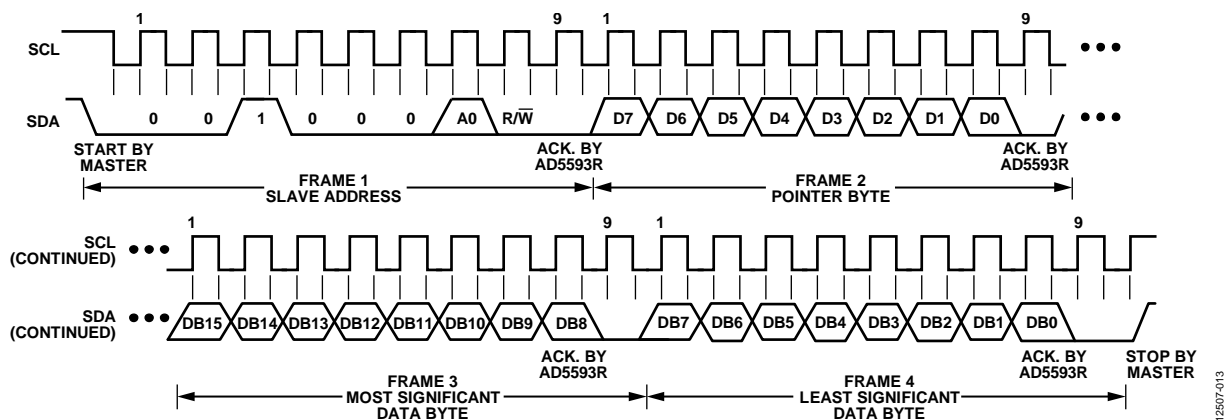 1 9 1 9
SCL
SDA 0 0 1 0 0 0 A0 R/W̅ D7 D6 D5 D4 D3 D2 D1 D0
START BY
MASTER
ACK. BY
AD5593R
ACK. BY
AD5593R
FRAME 1
SLAVE ADDRESS
FRAME 2
POINTER BYTE
1 9 1 9
SCL
(CONTINUED)
SDA
(CONTINUED)
DB15 DB14 DB13 DB12 DB11 DB10 DB9 DB8 DB7 DB6 DB5 DB4 DB3 DB2 DB1 DB0
ACK. BY
AD5593R
ACK. BY
AD5593R
STOP BY
MASTER
FRAME 3
MOST SIGNIFICANT
DATA BYTE
FRAME 4
LEAST SIGNIFICANT
DATA BYTE
12507-013